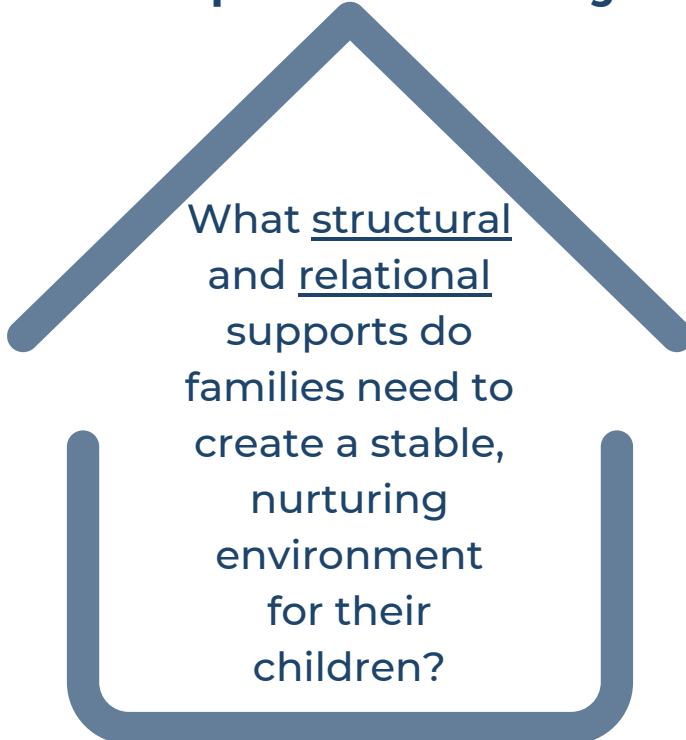 What structural
and relational
supports do
families need to
create a stable,
nurturing
environment
for their
children?